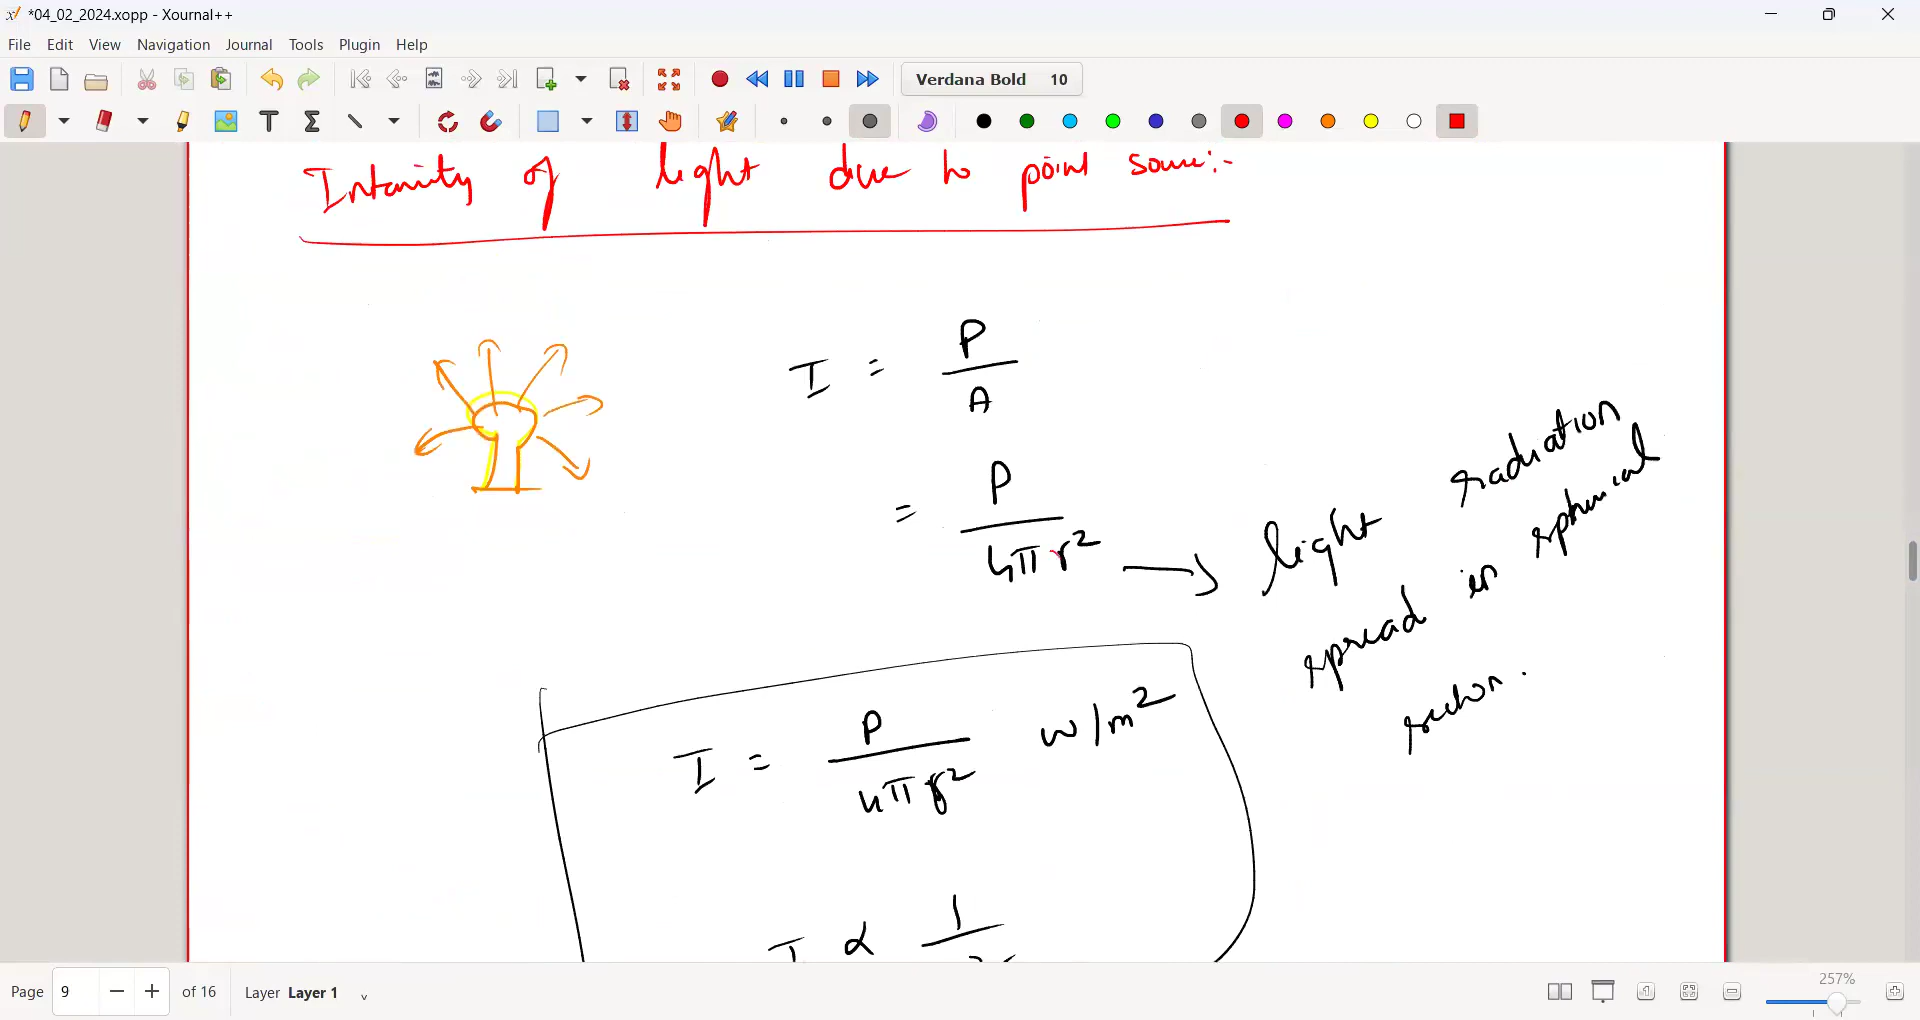 *04_02_2024.xopp - Xournal++
File Edit View Navigation Journal Tools Plugin Help
Verdana Bold 10
Intensity of light due to point source:-
I = P / A
= P / 4πr² → light radiation
spread in spherical
section.
I = P / 4πr² W/m²
I ∝ 1
Page 9 of 16 Layer Layer 1
257%